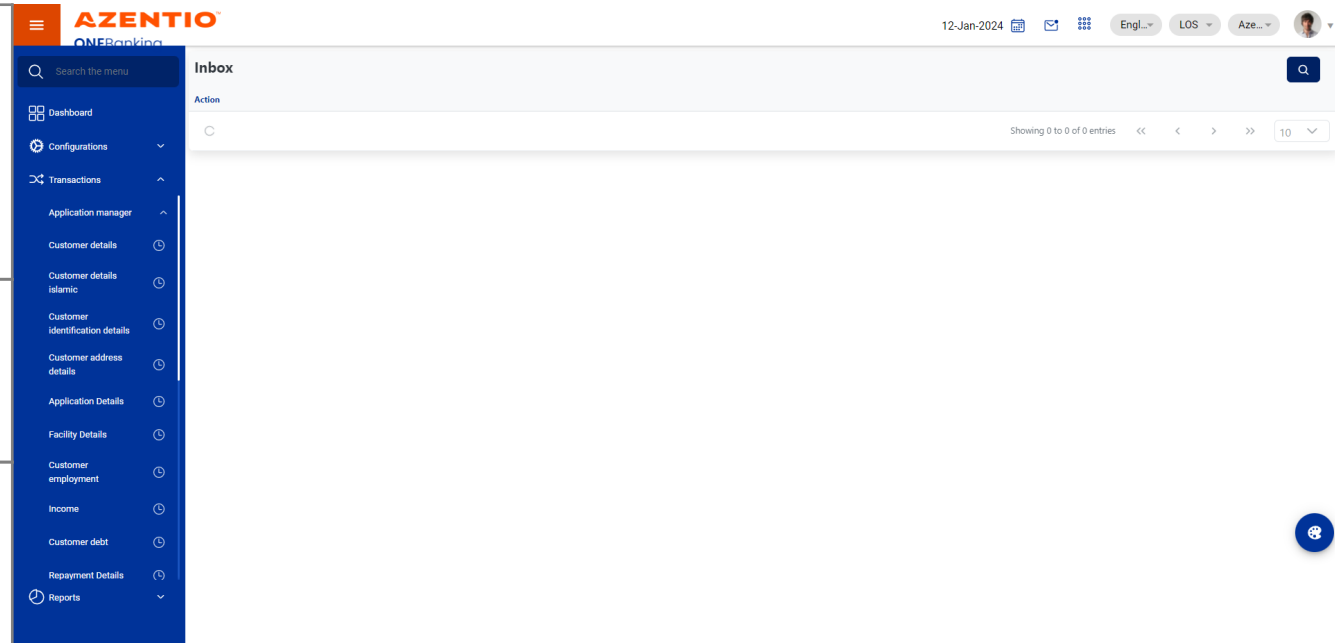 AZENTIO
ONEBanking
12-Jan-2024
Engl...
LOS
Aze...
Search the menu
Inbox
Dashboard
Action
Showing 0 to 0 of 0 entries
10
Configurations
Transactions
Application manager
Customer details
Customer details
islamic
Customer
identification details
Customer address
details
Application Details
Facility Details
Customer
employment
Income
Customer debt
Repayment Details
Reports